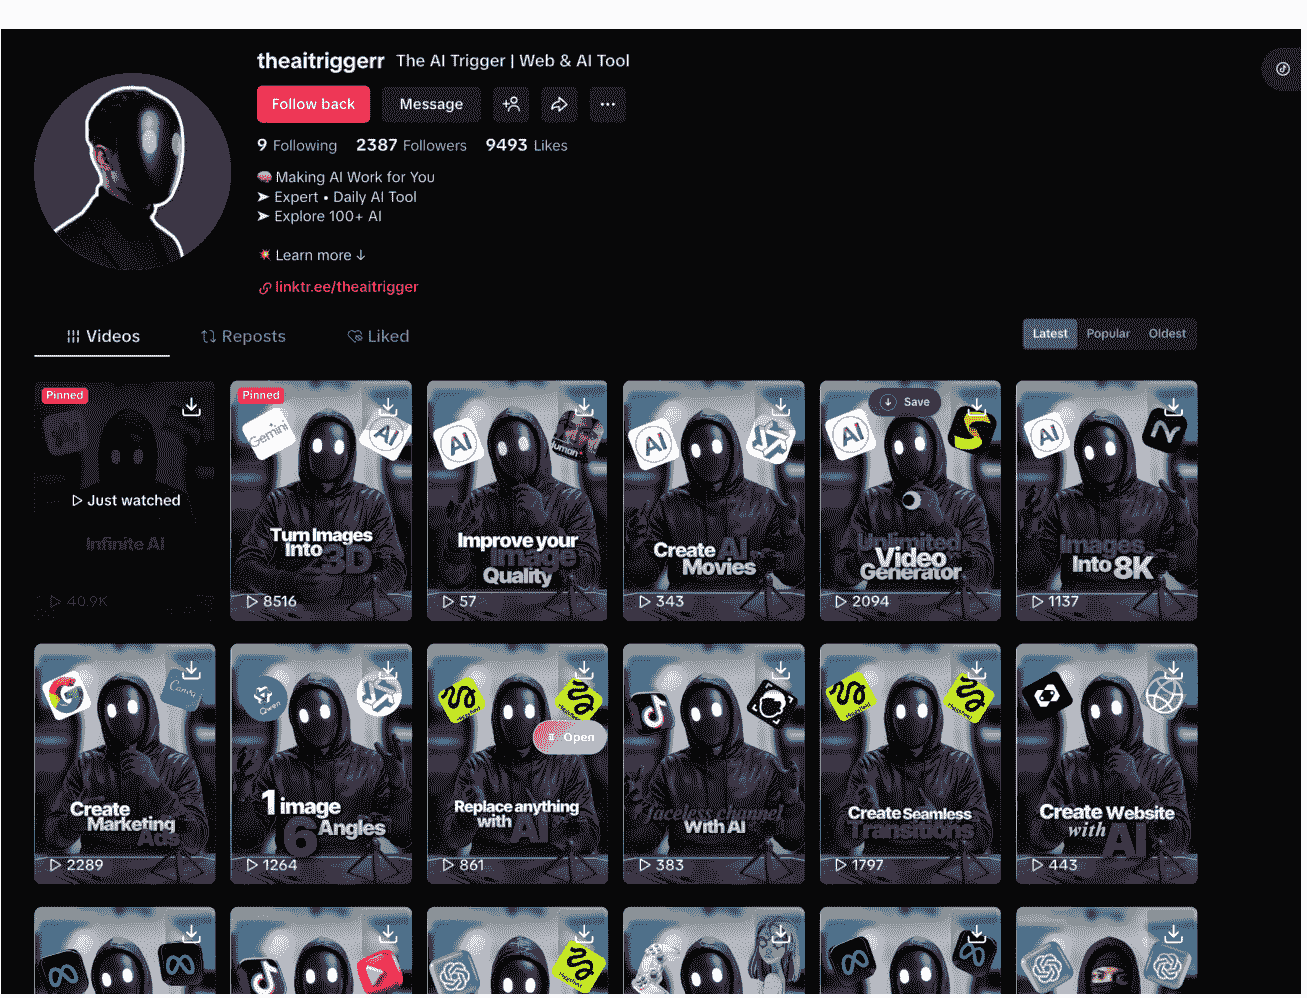 theaitriggerr The AI Trigger | Web & AI Tool
Follow back Message
9 Following 2387 Followers 9493 Likes
Making AI Work for You
➤ Expert • Daily AI Tool
➤ Explore 100+ AI
Learn more ↓
linktr.ee/theaitrigger
Videos Reposts Liked
Latest Popular Oldest
Pinned
Just watched
Infinite AI
40.9K
Pinned
Gemini
AI
Turn Images
Into 3D
8516
AI
Human
Improve your
Image
Quality
57
AI
Create AI
Movies
343
Save
AI
Unlimited
Video
Generator
2094
AI
Images
Into 8K
1137
Canva
Create
Marketing
Ads
2289
Qwen
1 image
6 Angles
1264
Open
Replace anything
with AI
861
faceless channel
With AI
383
Create Seamless
Transitions
1797
Create Website
with AI
443